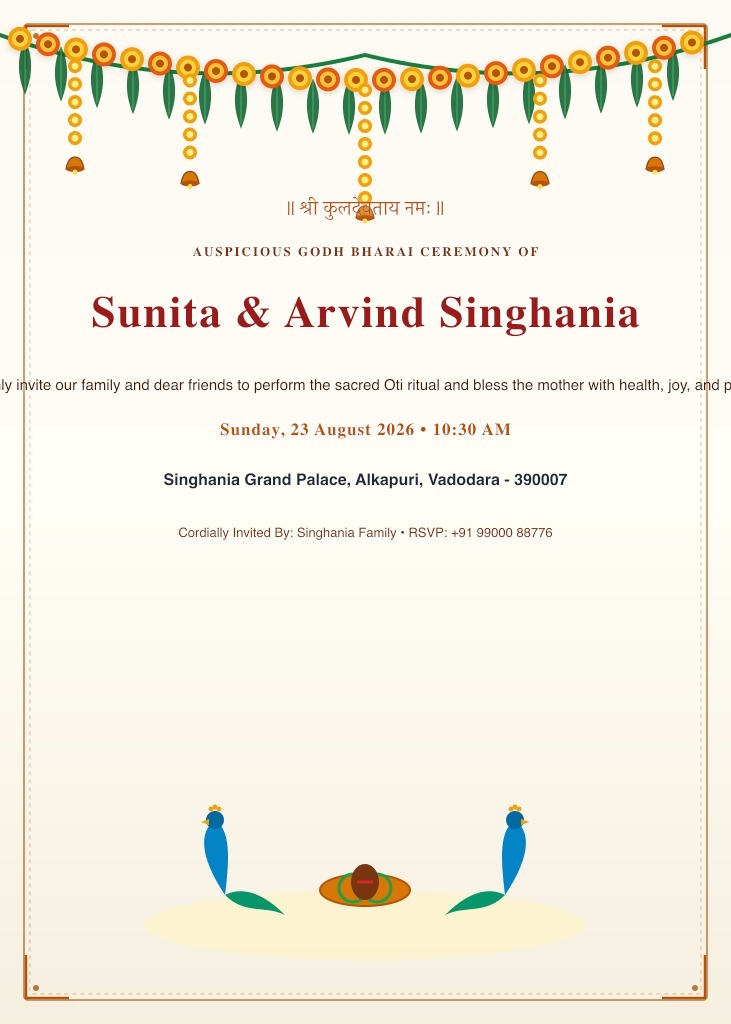 ॥ श्री कुलदेवताय नमः ॥
AUSPICIOUS GODH BHARAI CEREMONY OF
Sunita & Arvind Singhania
invite our family and dear friends to perform the sacred Oti ritual and bless the mother with health, joy, and
Sunday, 23 August 2026 • 10:30 AM
Singhania Grand Palace, Alkapuri, Vadodara - 390007
Cordially Invited By: Singhania Family • RSVP: +91 99000 88776